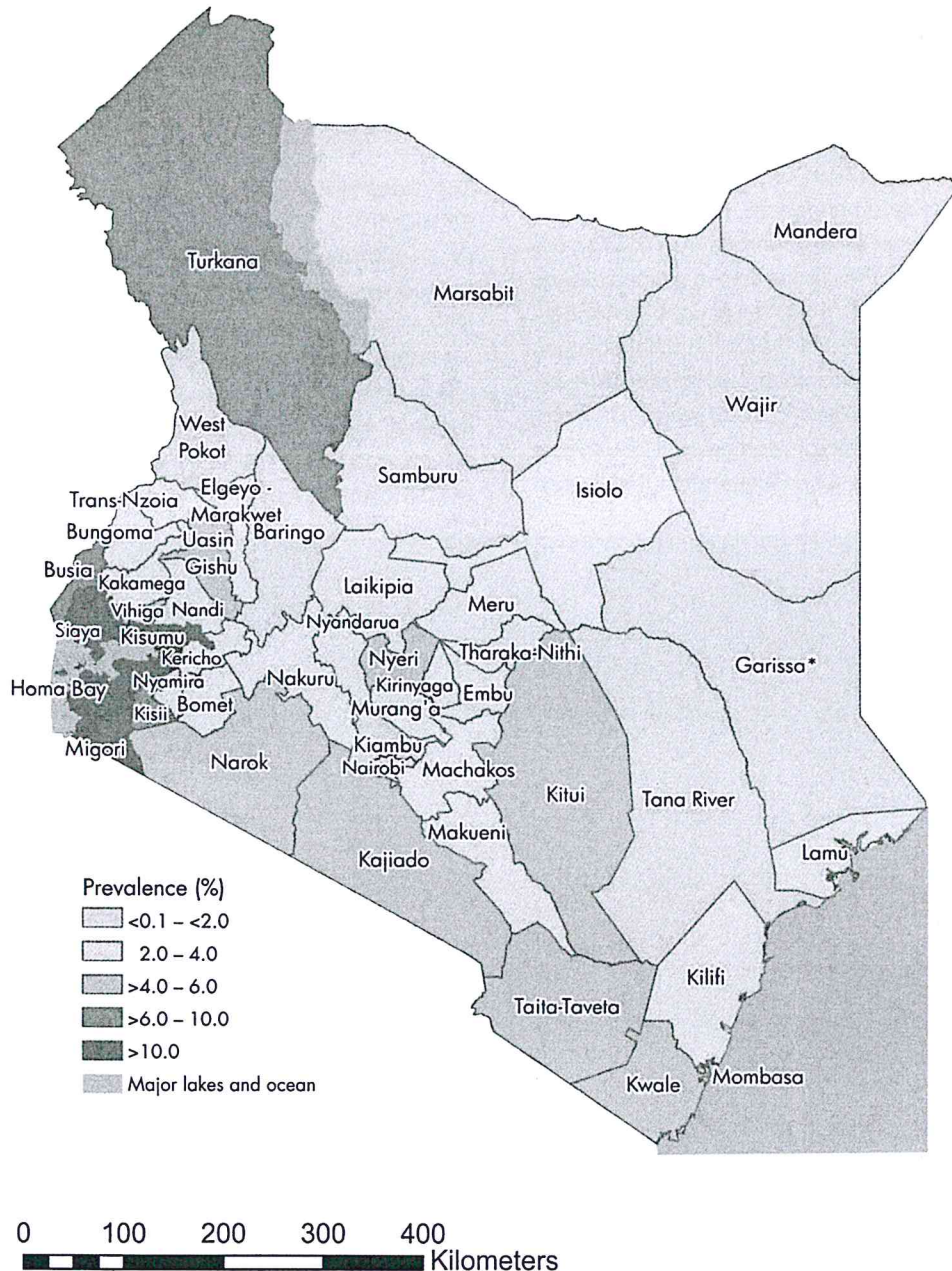 Turkana
Marsabit
Mandera
Wajir
West
Pokot
Samburu
Isiolo
Elgeyo -
Marakwet
Trans-Nzoia
Bungoma
Uasin
Gishu
Baringo
Busia
Kakamega
Laikipia
Meru
Vihiga
Nandi
Nyandarua
Siaya
Kisumu
Kericho
Nyeri
Tharaka-Nithi
Garissa*
Homa Bay
Nyamira
Nakuru
Kirinyaga
Embu
Kisii
Bomet
Murang'a
Migori
Narok
Kiambu
Nairobi
Machakos
Kitui
Tana River
Kajiado
Makueni
Lamu
Kilifi
Taita-Taveta
Kwale
Mombasa
Prevalence (%)
<0.1 – <2.0
2.0 – 4.0
>4.0 – 6.0
>6.0 – 10.0
>10.0
Major lakes and ocean
0 100 200 300 400
Kilometers